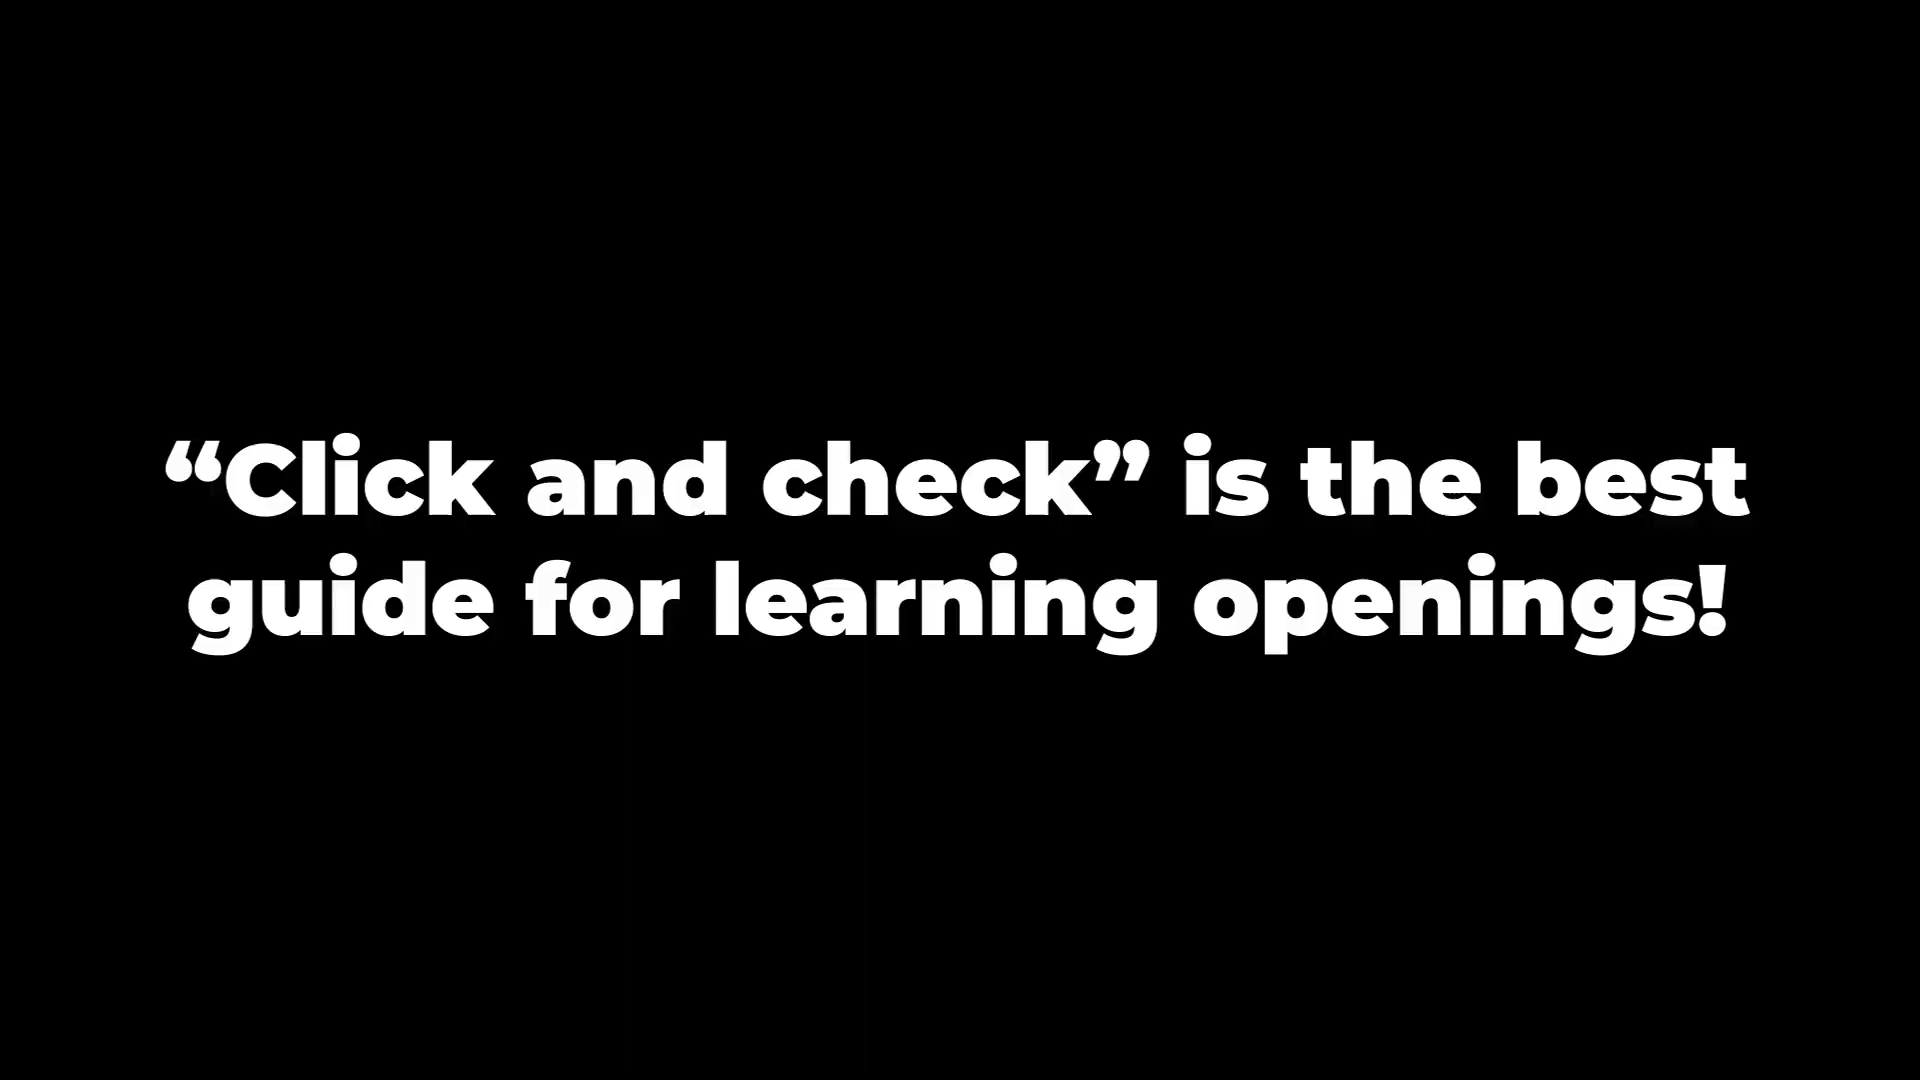 “Click and check” is the best
guide for learning openings!